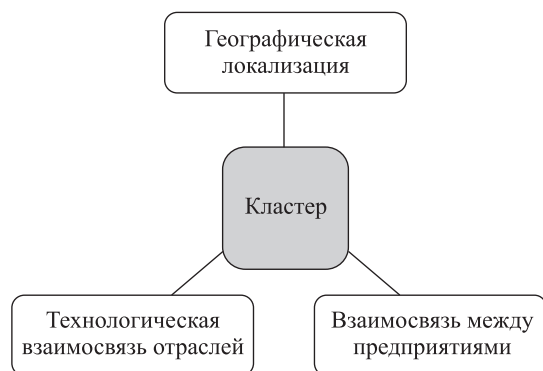 Географическая
локализация
Кластер
Технологическая
взаимосвязь отраслей
Взаимосвязь между
предприятиями